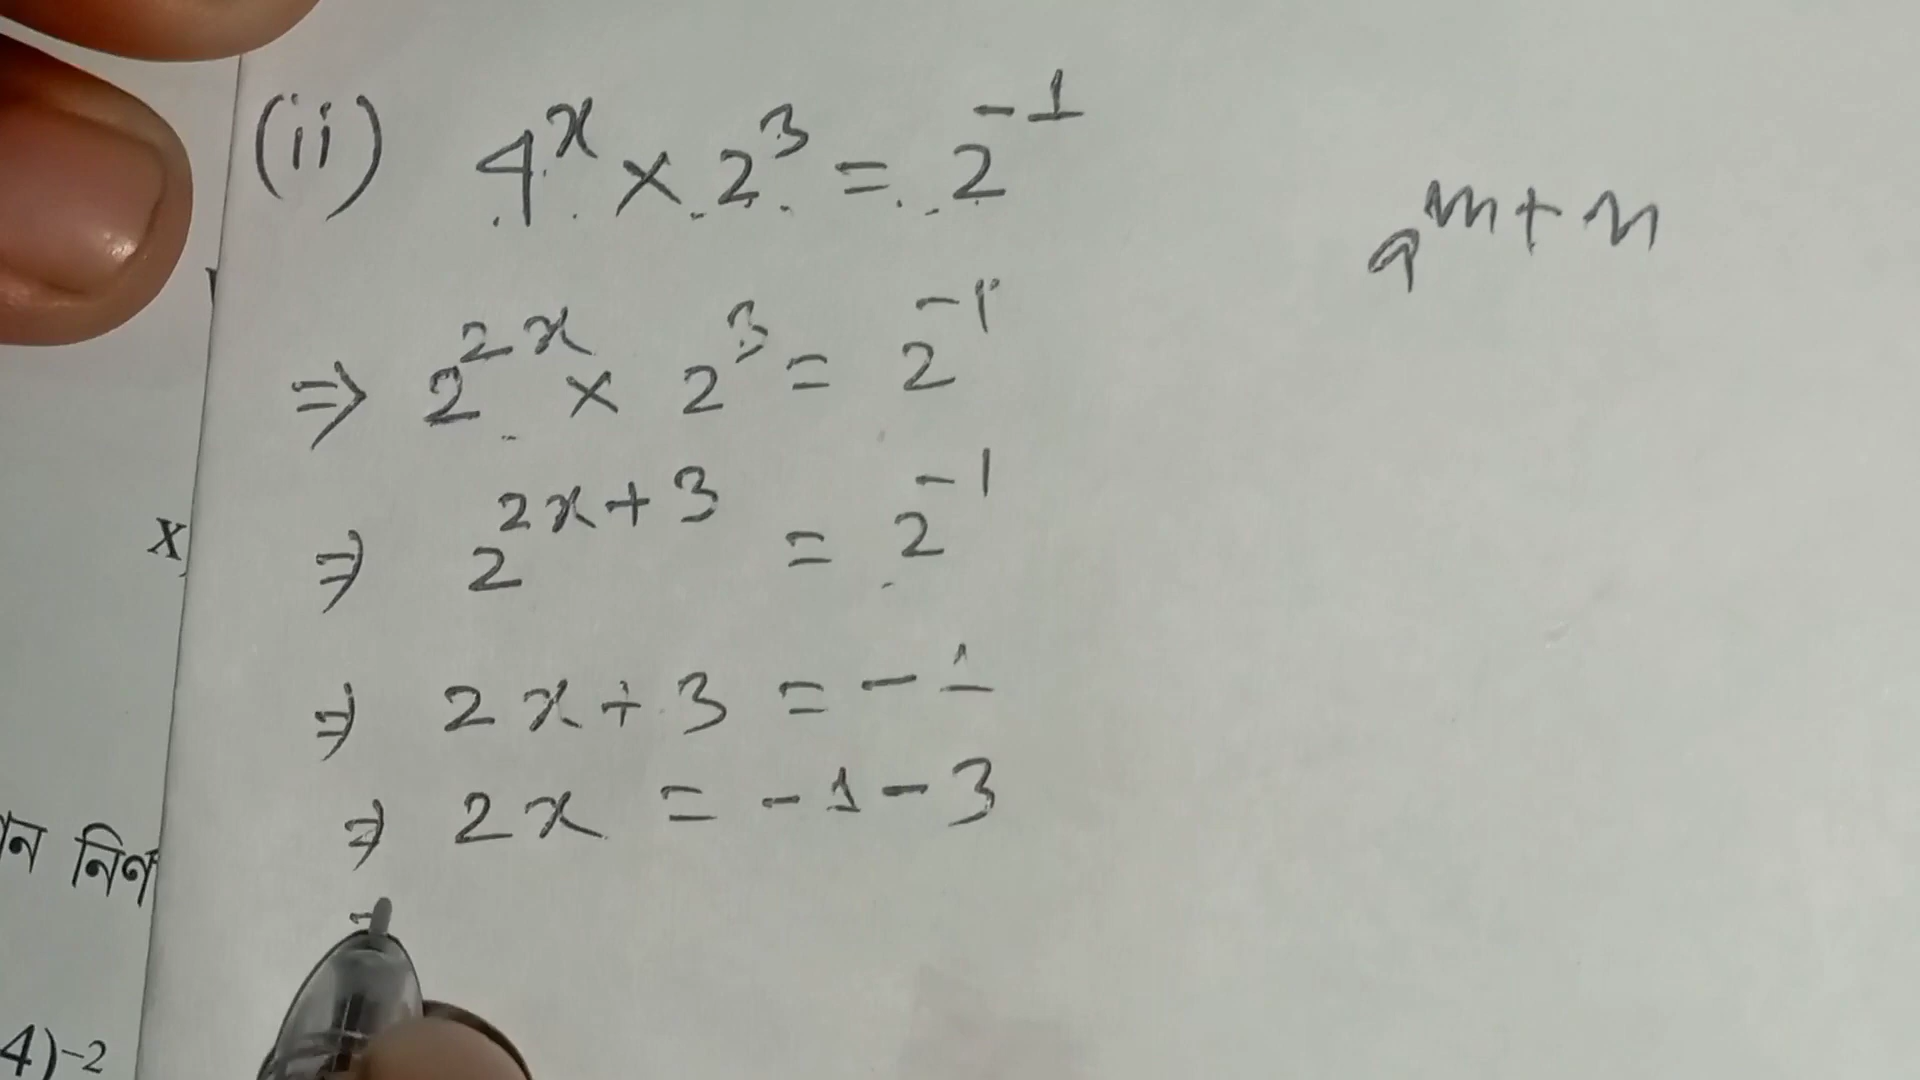 (ii) 4^x × 2^3 = 2^-1
a^m+n
⇒ 2^2x × 2^3 = 2^-1
⇒ 2^2x+3 = 2^-1
x
⇒ 2x+3 = -1
⇒ 2x = -1-3
4)^-2